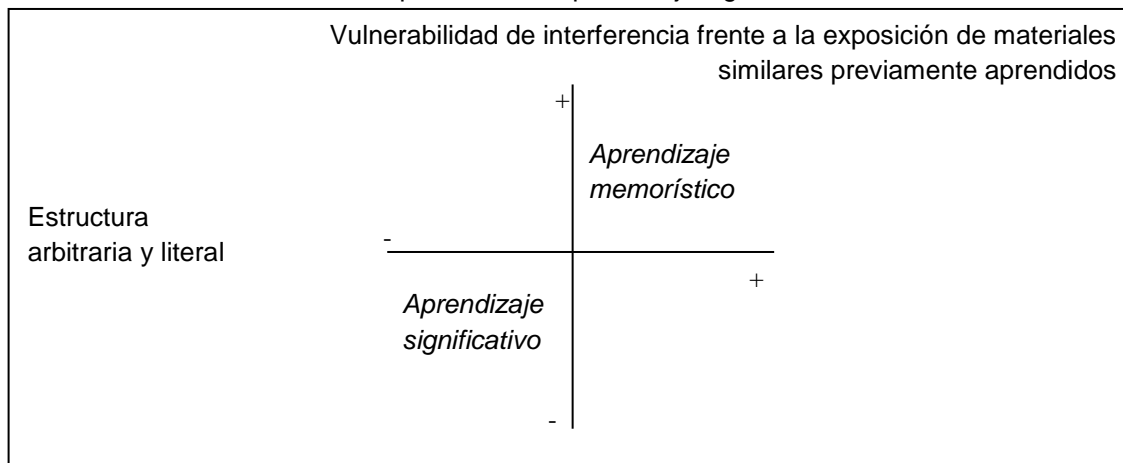 Vulnerabilidad de interferencia frente a la exposición de materiales
similares previamente aprendidos
+
Aprendizaje
memorístico
Estructura
arbitraria y literal
-
+
Aprendizaje
significativo
-